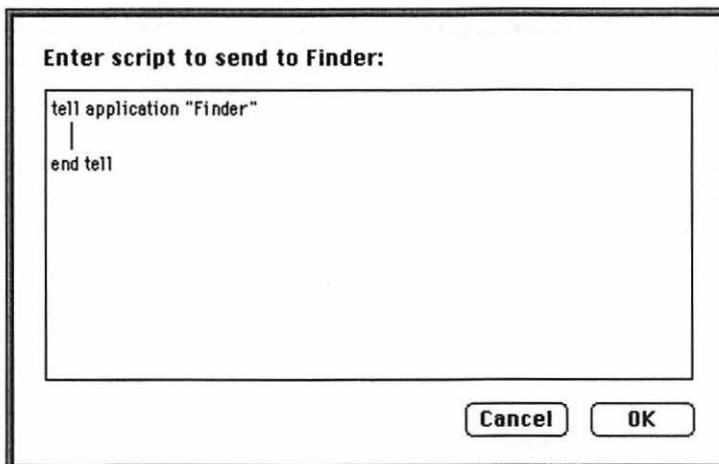 Enter script to send to Finder:
tell application "Finder"
end tell
Cancel OK